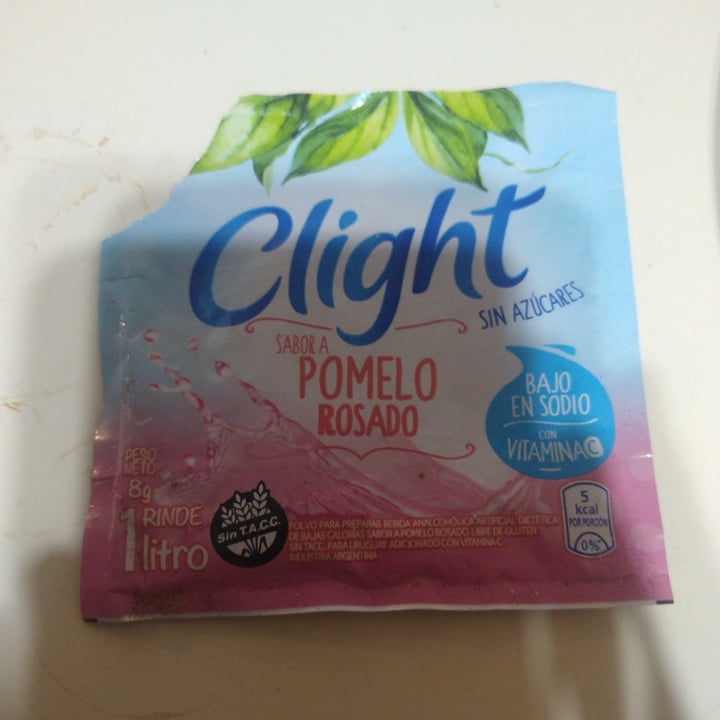 Clight
SIN AZÚCARES
SABOR A
POMELO
ROSADO
BAJO
EN SODIO
CON
VITAMINA C
PESO
NETO
8g
RINDE
1 litro
Sin T.A.C.C.
5
kcal
POR PORCIÓN
0%*
POLVO PARA PREPARAR BEBIDA ANALCOHÓLICA ARTIFICIAL DIETÉTICA
DE BAJAS CALORÍAS SABOR A POMELO ROSADO. LIBRE DE GLUTEN.
SIN TACC. PARA URUGUAY: ADICIONADO CON VITAMINA C
INDUSTRIA ARGENTINA